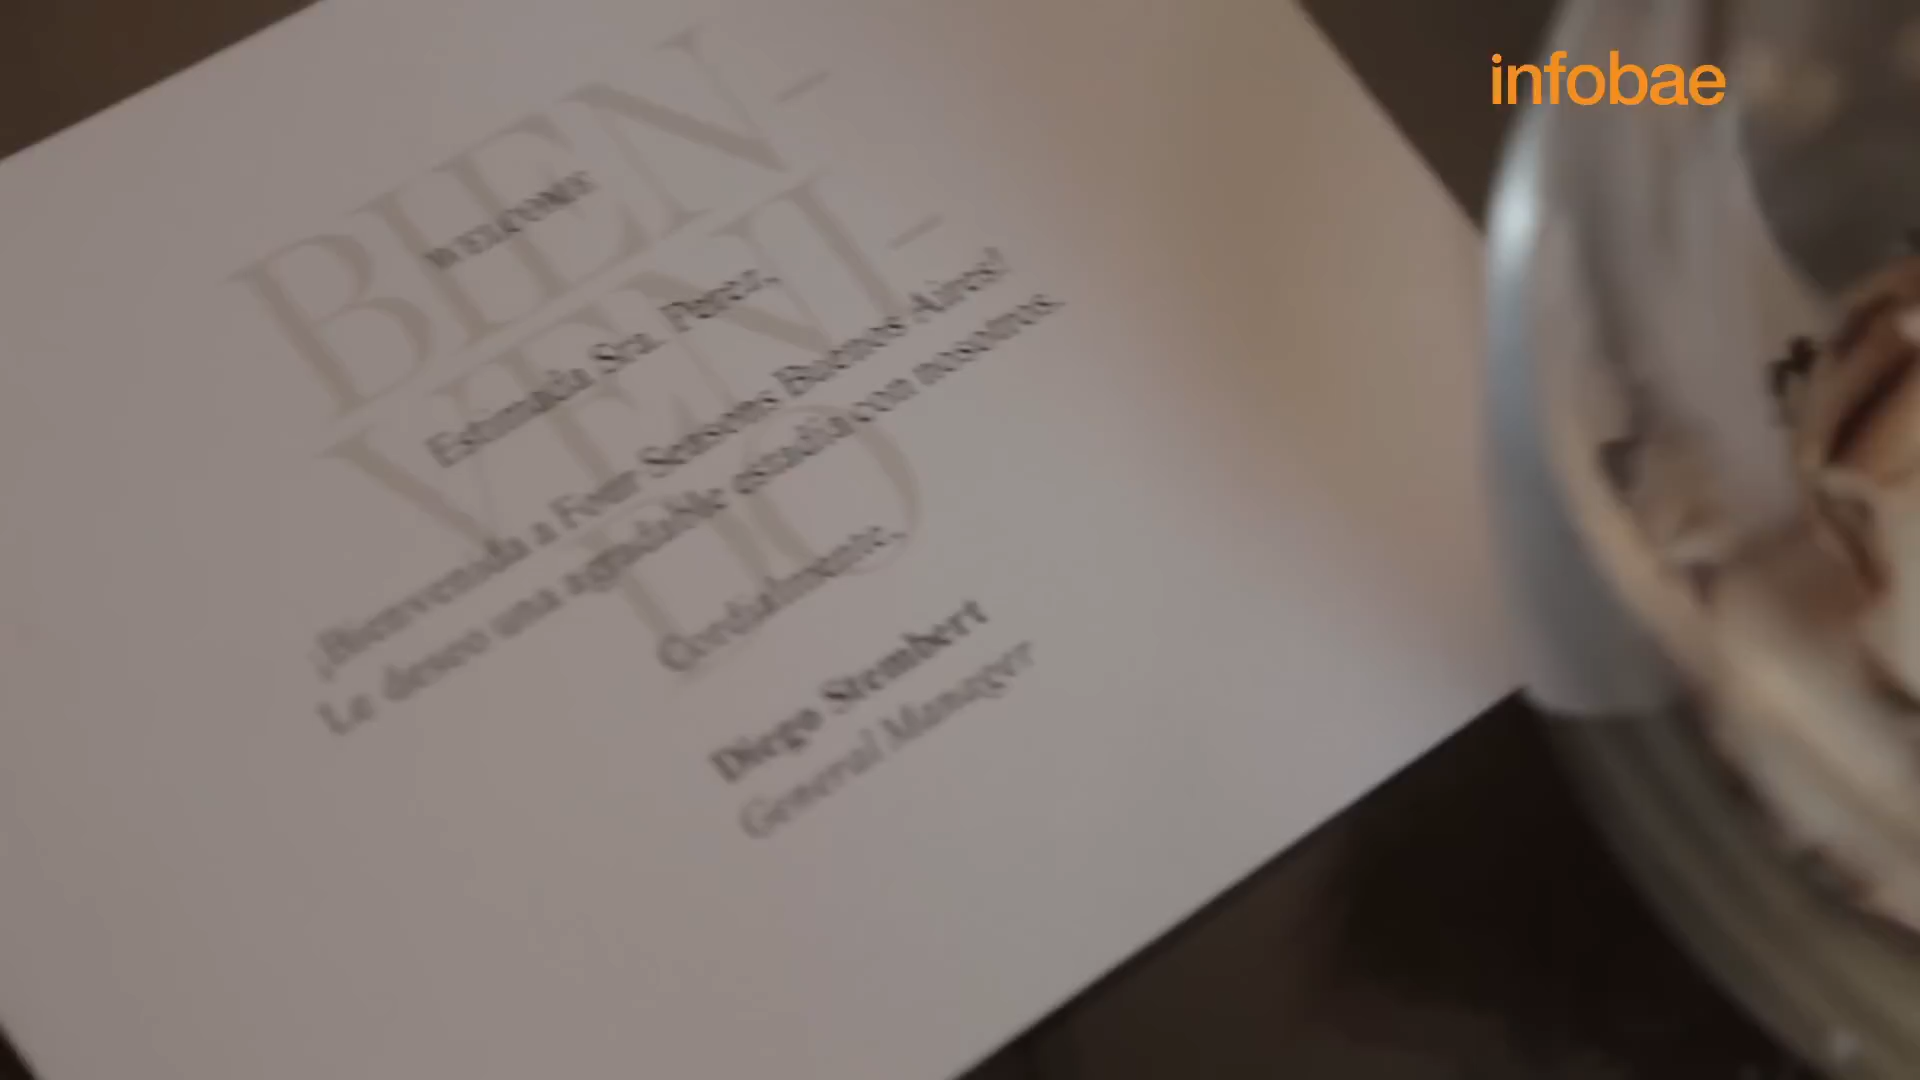 infobae
BIEN-
VENI-
DO
WELCOME
Estimada Sra. Perez,
¡Bienvenida a Four Seasons Buenos Aires!
Le deseo una agradable estadía con nosotros.
Cordialmente,
Diego Stembert
General Manager